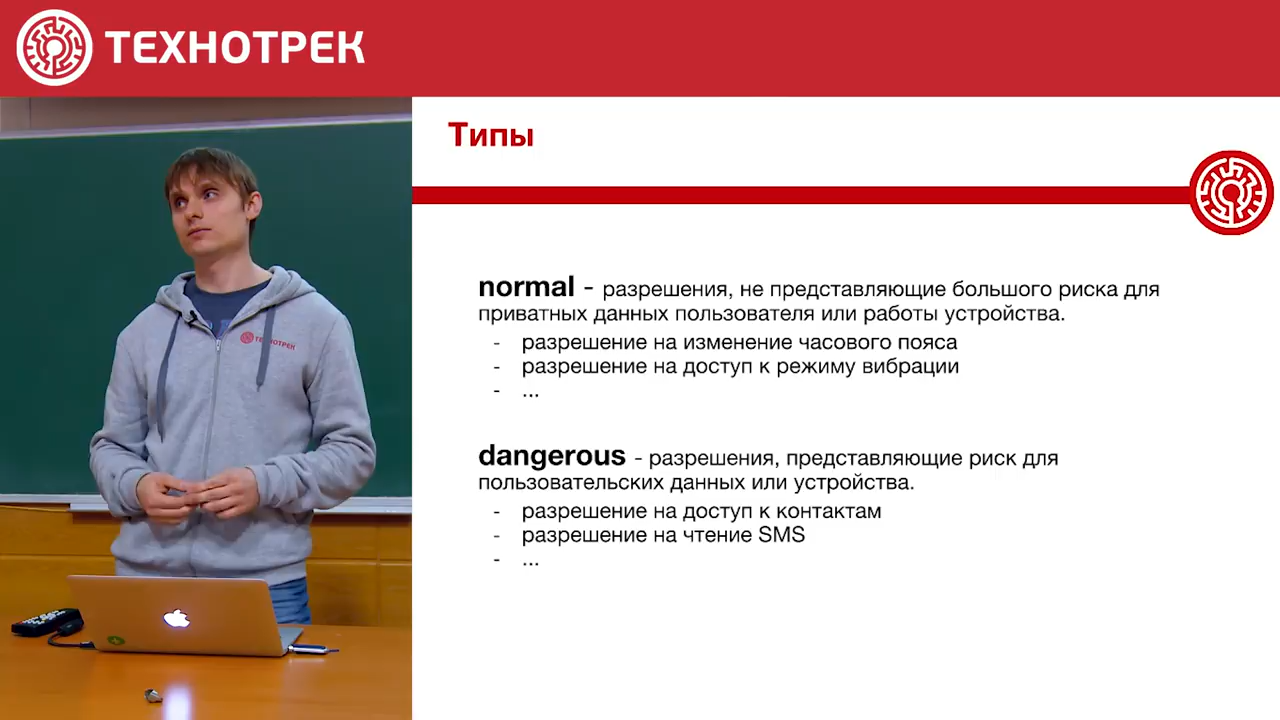 ТЕХНОТРЕК
Типы
normal - разрешения, не представляющие большого риска для
приватных данных пользователя или работы устройства.
- разрешение на изменение часового пояса
- разрешение на доступ к режиму вибрации
- ...
dangerous - разрешения, представляющие риск для
пользовательских данных или устройства.
- разрешение на доступ к контактам
- разрешение на чтение SMS
- ...
ТЕХНОТРЕК